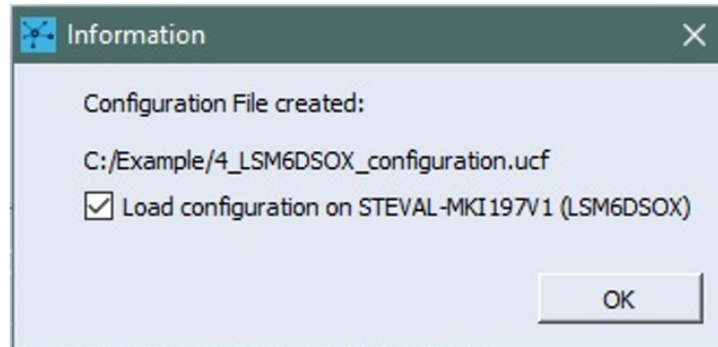 Information
Configuration File created:
C:/Example/4_LSM6DSOX_configuration.ucf
Load configuration on STEVAL-MKI197V1 (LSM6DSOX)
OK